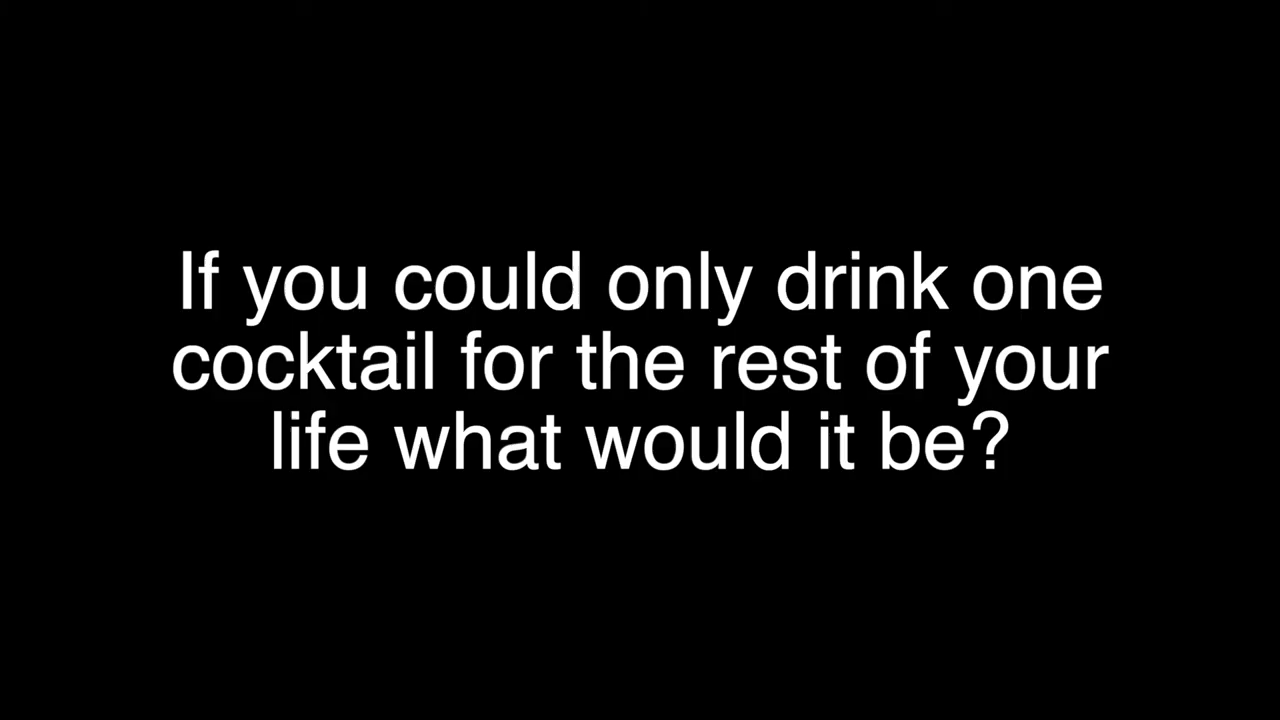 If you could only drink one
cocktail for the rest of your
life what would it be?